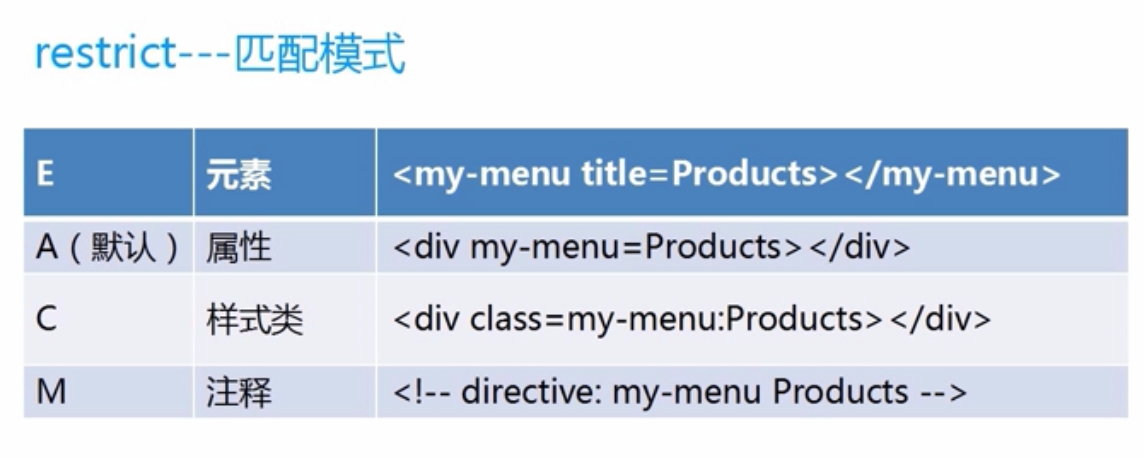 restrict---匹配模式
E 元素 <my-menu title=Products></my-menu>
A（默认） 属性 <div my-menu=Products></div>
C 样式类 <div class=my-menu:Products></div>
M 注释 <!-- directive: my-menu Products -->